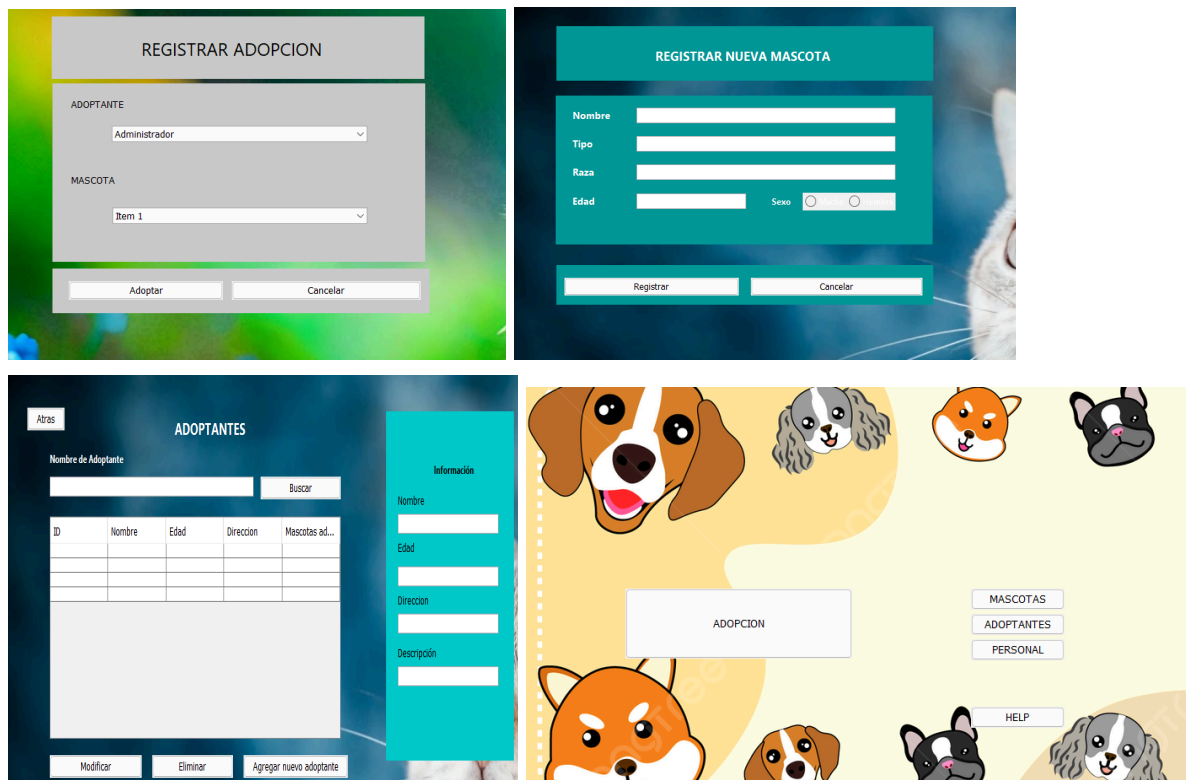 REGISTRAR ADOPCION
ADOPTANTE
Administrador
MASCOTA
Item 1
Adoptar Cancelar
REGISTRAR NUEVA MASCOTA
Nombre
Tipo
Raza
Edad Sexo
Registrar Cancelar
Atras
ADOPTANTES
Nombre de Adoptante
Buscar
ID Nombre Edad Direccion Mascotas ad...
Modificar Eliminar Agregar nuevo adoptante
Información
Nombre
Edad
Direccion
Descripción
ADOPCION
MASCOTAS
ADOPTANTES
PERSONAL
HELP